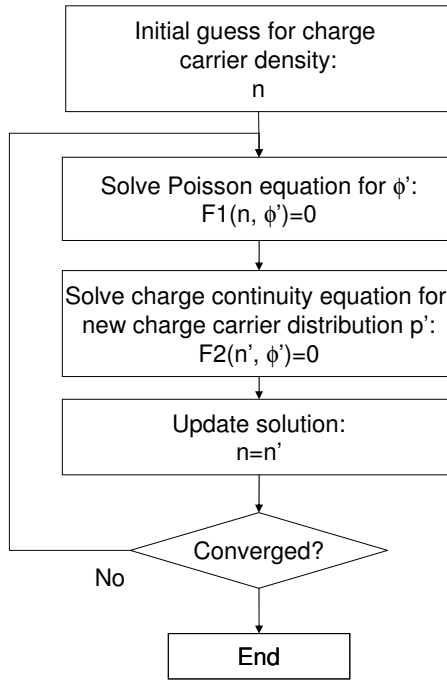 Initial guess for charge
carrier density:
n
Solve Poisson equation for ϕ':
F1(n, ϕ')=0
Solve charge continuity equation for
new charge carrier distribution p':
F2(n', ϕ')=0
Update solution:
n=n'
Converged?
No
End